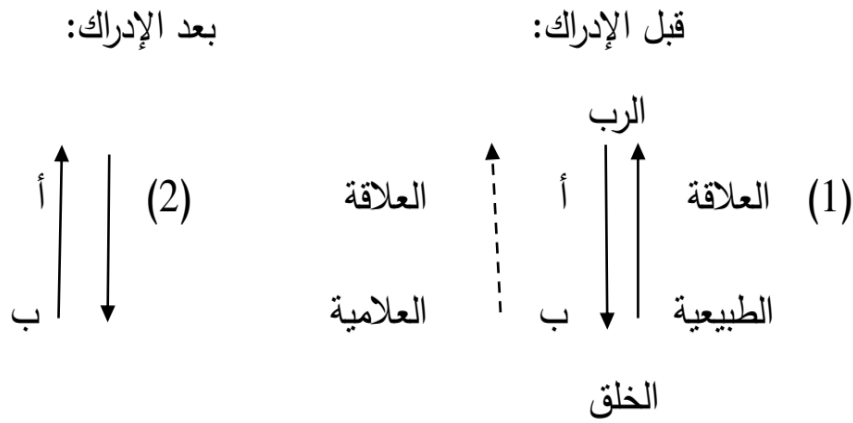 قبل الإدراك: بعد الإدراك:
الرب
(1) العلاقة أ العلاقة (2) أ
الطبيعية ب العلامية ب
الخلق